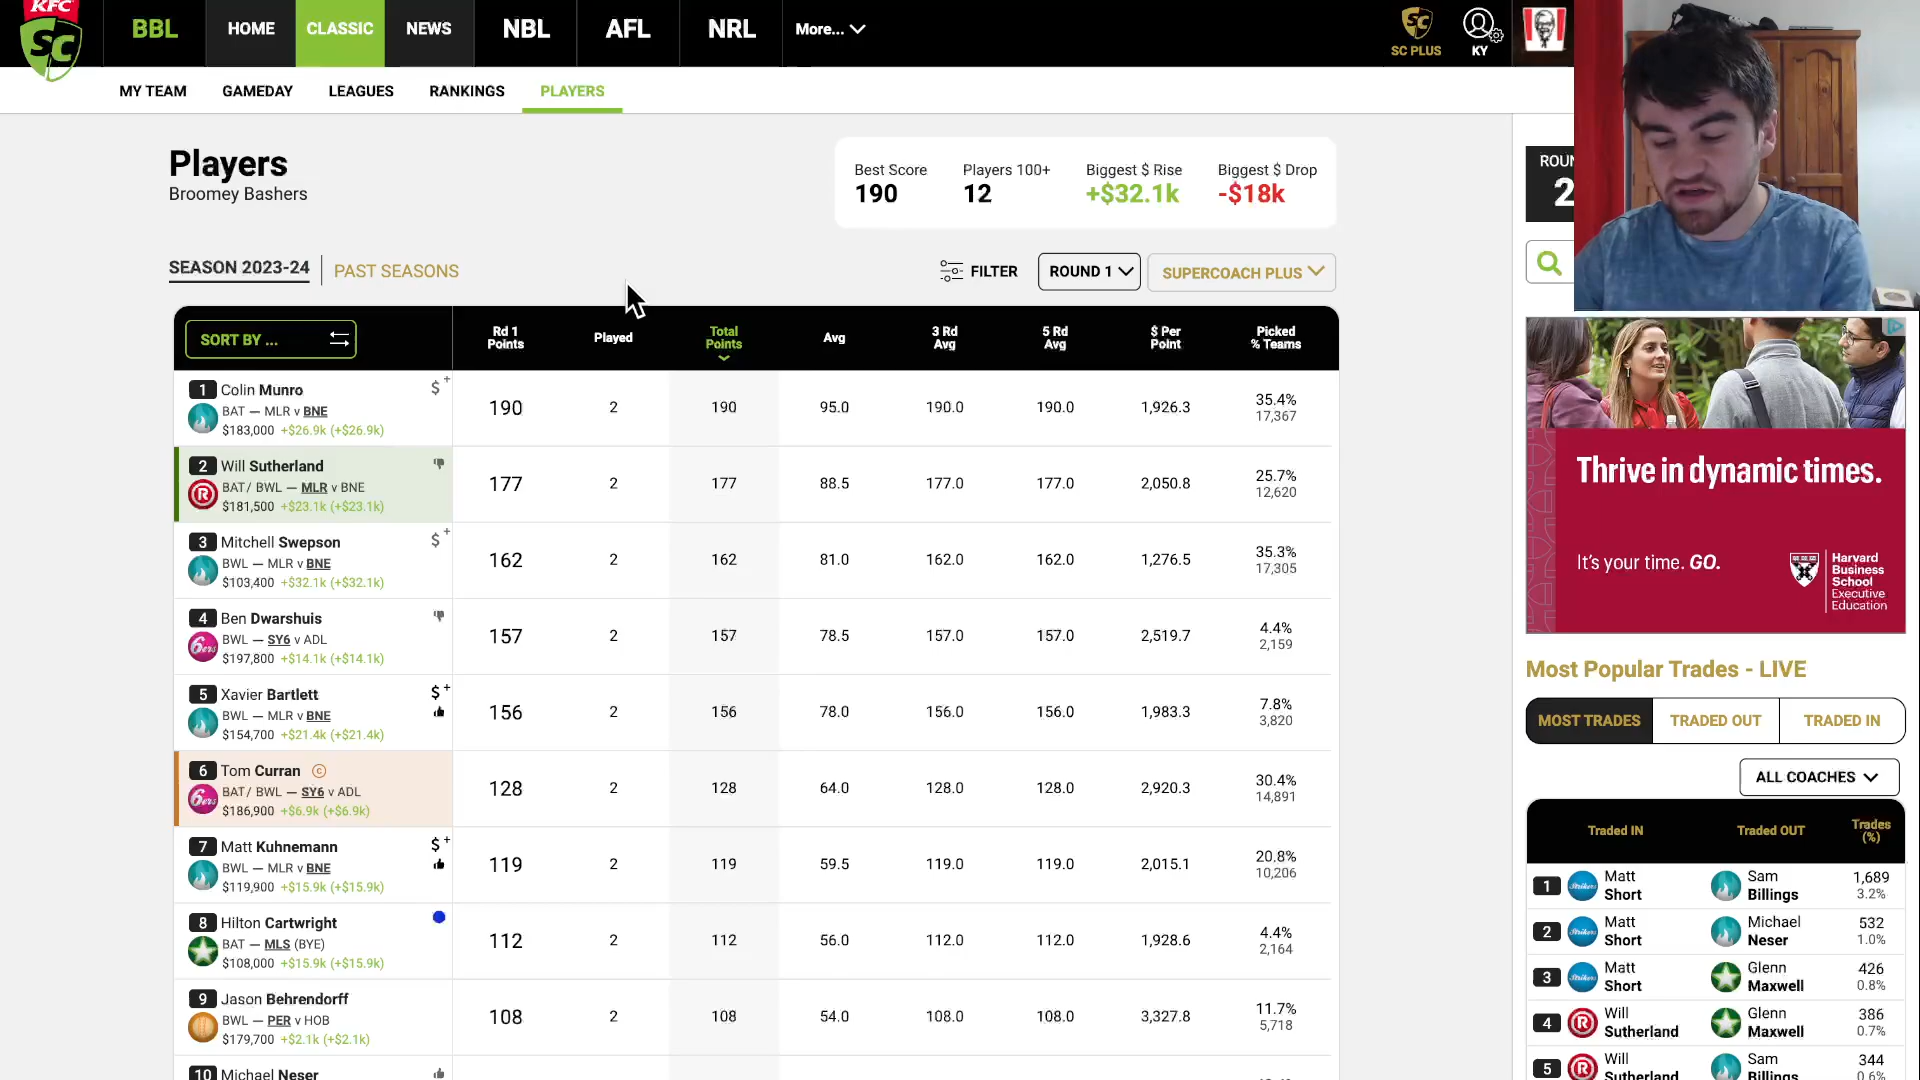 KFC
SC
BBL
HOME
CLASSIC
NEWS
NBL
AFL
NRL
More...
SC
SC PLUS
KY
MY TEAM
GAMEDAY
LEAGUES
RANKINGS
PLAYERS
Players
Broomey Bashers
Best Score
190
Players 100+
12
Biggest $ Rise
+$32.1k
Biggest $ Drop
-$18k
SEASON 2023-24
PAST SEASONS
FILTER
ROUND 1
SUPERCOACH PLUS
SORT BY ...
Rd 1 Points
Played
Total Points
Avg
3 Rd Avg
5 Rd Avg
$ Per Point
Picked % Teams
1 Colin Munro $+
BAT — MLR v BNE
$183,000 +$26.9k (+$26.9k)
190 2 190 95.0 190.0 190.0 1,926.3 35.4%
17,367
2 Will Sutherland
R BAT/ BWL — MLR v BNE
$181,500 +$23.1k (+$23.1k)
177 2 177 88.5 177.0 177.0 2,050.8 25.7%
12,620
3 Mitchell Swepson $+
BWL — MLR v BNE
$103,400 +$32.1k (+$32.1k)
162 2 162 81.0 162.0 162.0 1,276.5 35.3%
17,305
4 Ben Dwarshuis
6ers BWL — SY6 v ADL
$197,800 +$14.1k (+$14.1k)
157 2 157 78.5 157.0 157.0 2,519.7 4.4%
2,159
5 Xavier Bartlett $+
BWL — MLR v BNE
$154,700 +$21.4k (+$21.4k)
156 2 156 78.0 156.0 156.0 1,983.3 7.8%
3,820
6 Tom Curran C
6ers BAT/ BWL — SY6 v ADL
$186,900 +$6.9k (+$6.9k)
128 2 128 64.0 128.0 128.0 2,920.3 30.4%
14,891
7 Matt Kuhnemann $+
BWL — MLR v BNE
$119,900 +$15.9k (+$15.9k)
119 2 119 59.5 119.0 119.0 2,015.1 20.8%
10,206
8 Hilton Cartwright
BAT — MLS (BYE)
$108,000 +$15.9k (+$15.9k)
112 2 112 56.0 112.0 112.0 1,928.6 4.4%
2,164
9 Jason Behrendorff
BWL — PER v HOB
$179,700 +$2.1k (+$2.1k)
108 2 108 54.0 108.0 108.0 3,327.8 11.7%
5,718
10 Michael Neser
ROUN
2
Thrive in dynamic times.
It's your time. GO.
Harvard
Business
School
Executive
Education
Most Popular Trades - LIVE
MOST TRADES
TRADED OUT
TRADED IN
ALL COACHES
Traded IN
Traded OUT
Trades (%)
1 Strikers Matt Short Sam Billings 1,689 3.2%
2 Strikers Matt Short Michael Neser 532 1.0%
3 Strikers Matt Short Glenn Maxwell 426 0.8%
4 R Will Sutherland Glenn Maxwell 386 0.7%
5 R Will Sutherland Sam Billings 344 0.6%